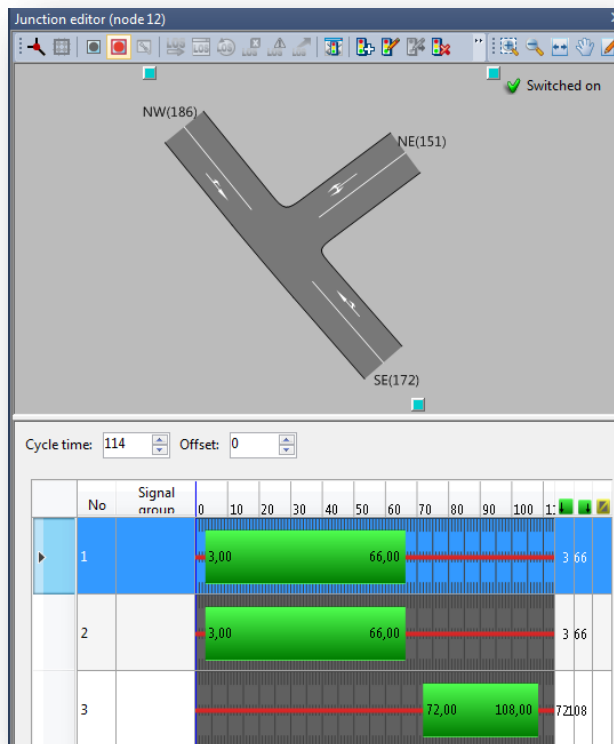 Junction editor (node 12)
Switched on
NW(186)
NE(151)
SE(172)
Cycle time: 114 Offset: 0
No Signal group 0 10 20 30 40 50 60 70 80 90 100
1 3,00 66,00 3 66
2 3,00 66,00 3 66
3 72,00 108,00 72 108